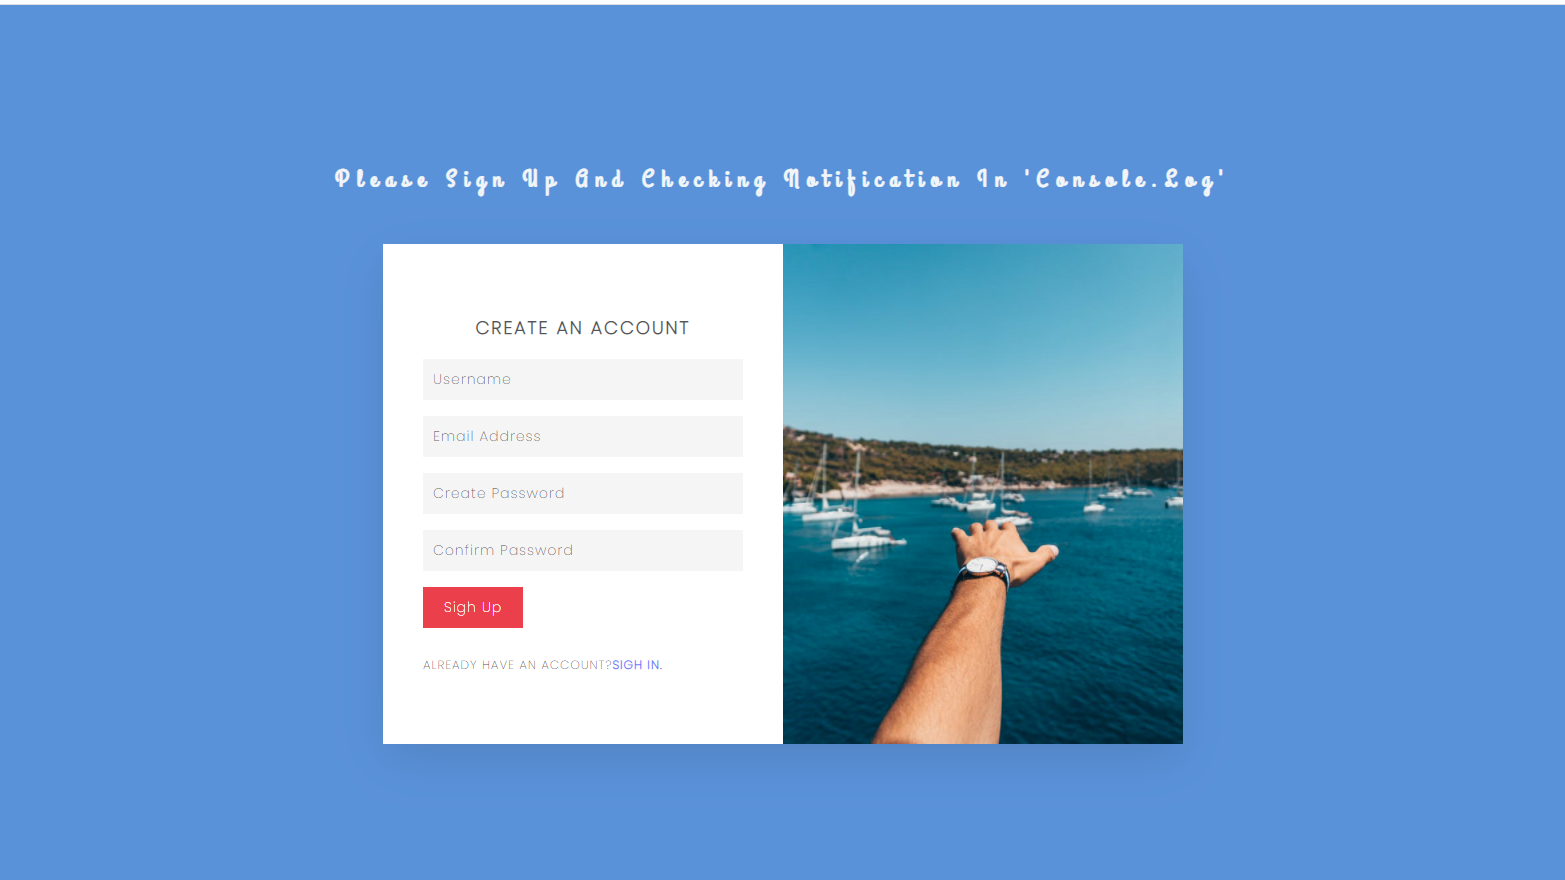 Please Sign Up And Checking Notification In 'Console.Log'
CREATE AN ACCOUNT
Username
Email Address
Create Password
Confirm Password
Sigh Up
ALREADY HAVE AN ACCOUNT?SIGH IN.